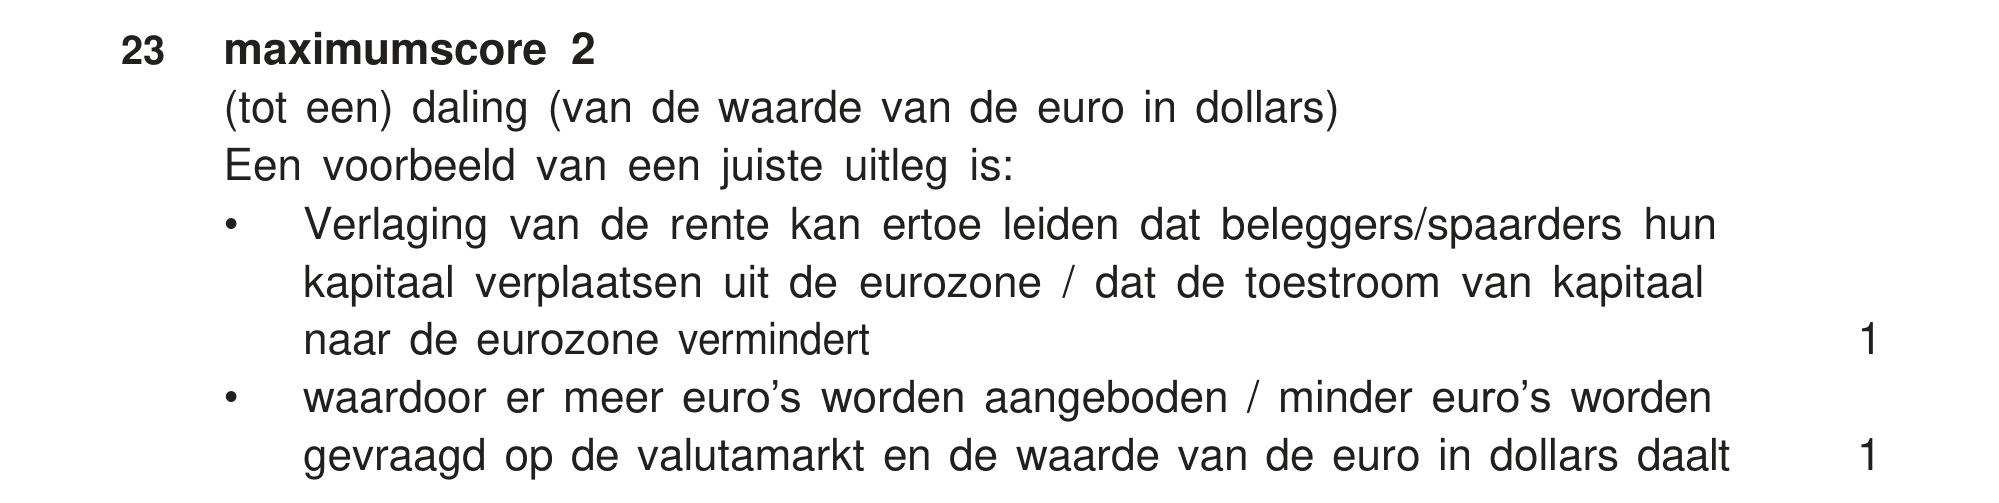 23 maximumscore 2
(tot een) daling (van de waarde van de euro in dollars)
Een voorbeeld van een juiste uitleg is:
• Verlaging van de rente kan ertoe leiden dat beleggers/spaarders hun
kapitaal verplaatsen uit de eurozone / dat de toestroom van kapitaal
naar de eurozone vermindert 1
• waardoor er meer euro’s worden aangeboden / minder euro’s worden
gevraagd op de valutamarkt en de waarde van de euro in dollars daalt 1